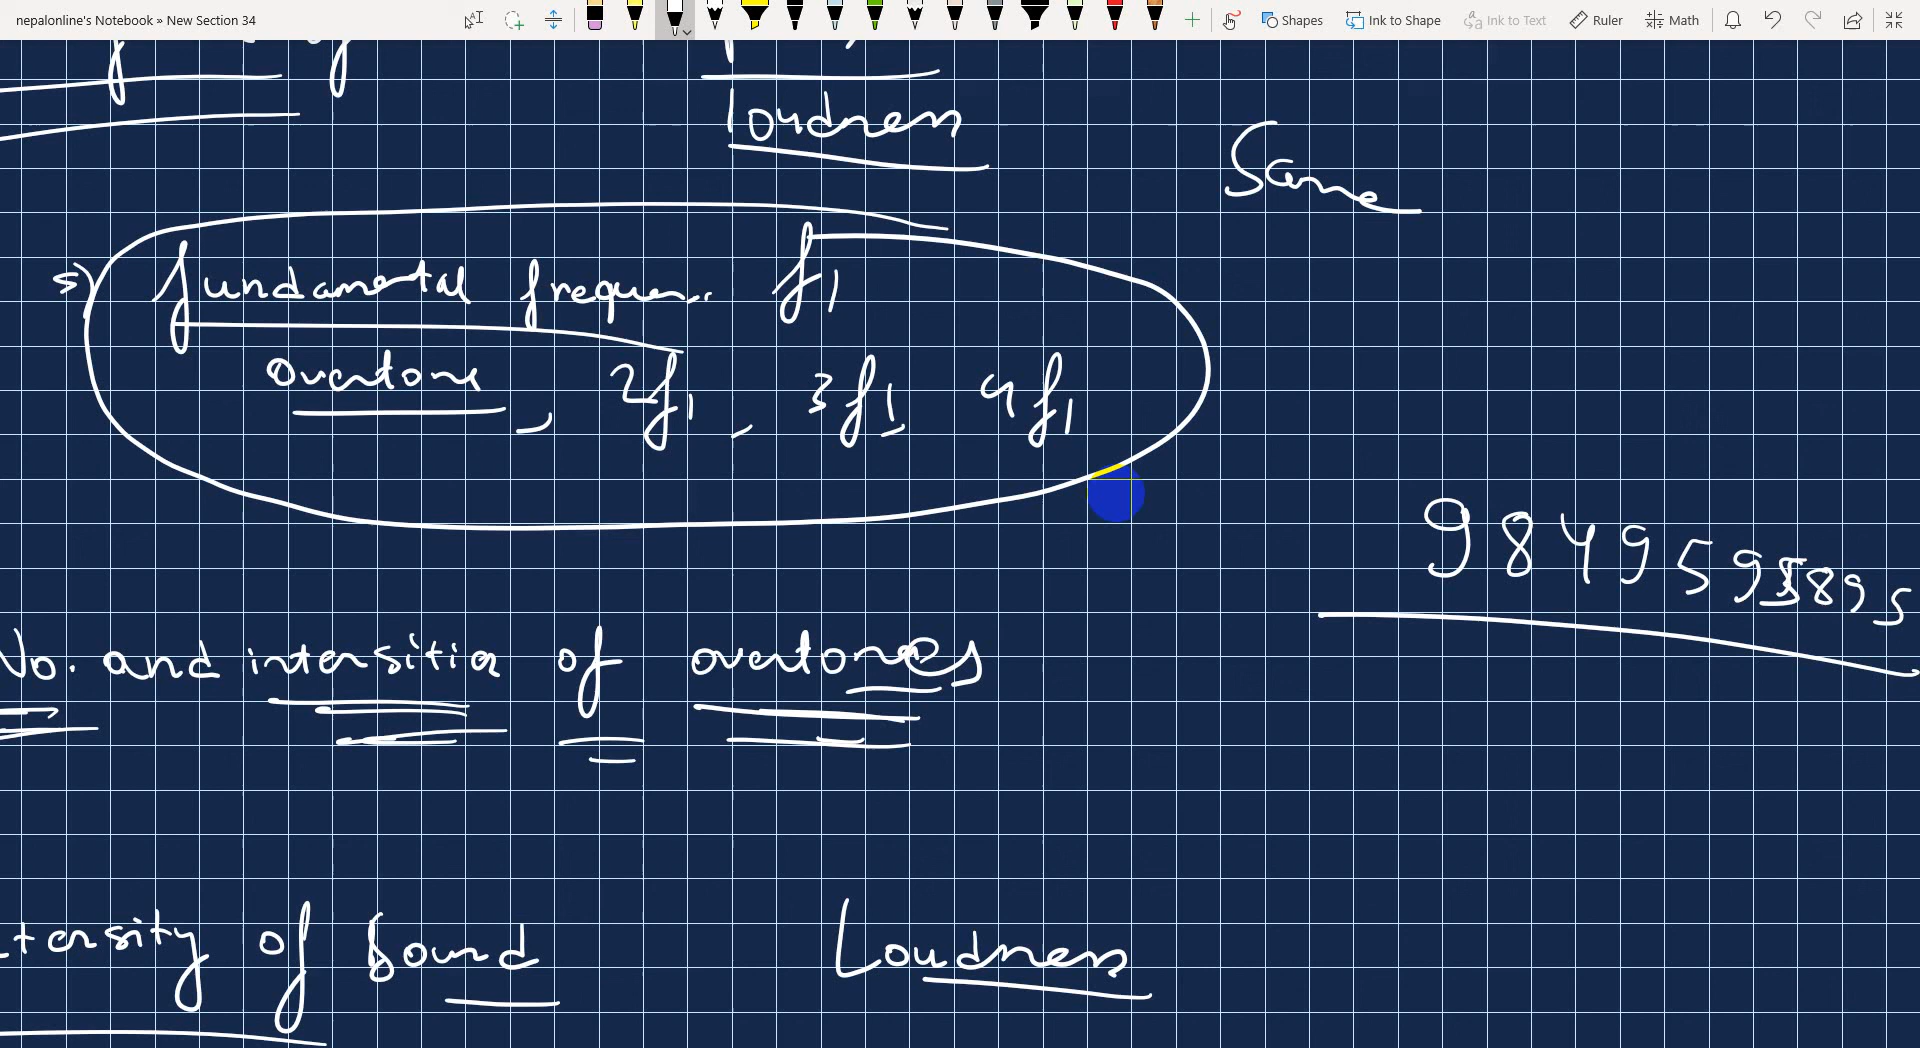 nepalonline's Notebook » New Section 34
Shapes
Ink to Shape
Ink to Text
Ruler
Math
loudness
Same
5) fundamental frequen.. f1
overtone, 2f1, 3f1, 4f1
No. and intensities of overtones
tensity of Sound
Loudness